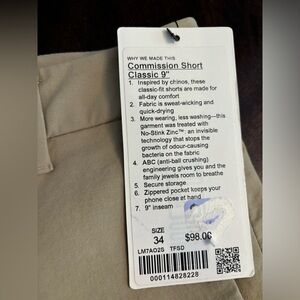 WHY WE MADE THIS
Commission Short
Classic 9"
1. Inspired by chinos, these
classic-fit shorts are made for
all-day comfort
2. Fabric is sweat-wicking and
quick-drying
3. More wearing, less washing—this
garment was treated with
No-Stink Zinc™: an invisible
technology that stops the
growth of odour-causing
bacteria on the fabric
4. ABC (anti-ball crushing)
engineering gives you and the
family jewels room to breathe
5. Secure storage
6. Zippered pocket keeps your
phone close at hand
7. 9" inseam
SIZE
34
$98.00
LM7AO2S TFSD
000114828228